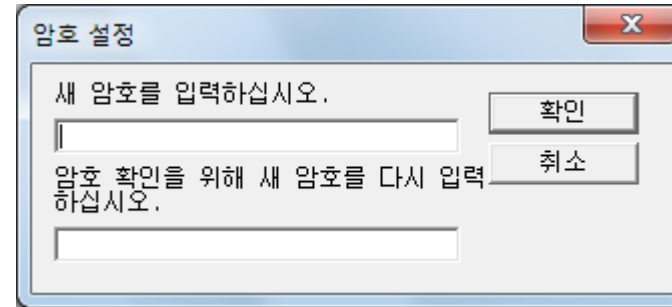 암호 설정
새 암호를 입력하십시오.
확인
취소
암호 확인을 위해 새 암호를 다시 입력
하십시오.